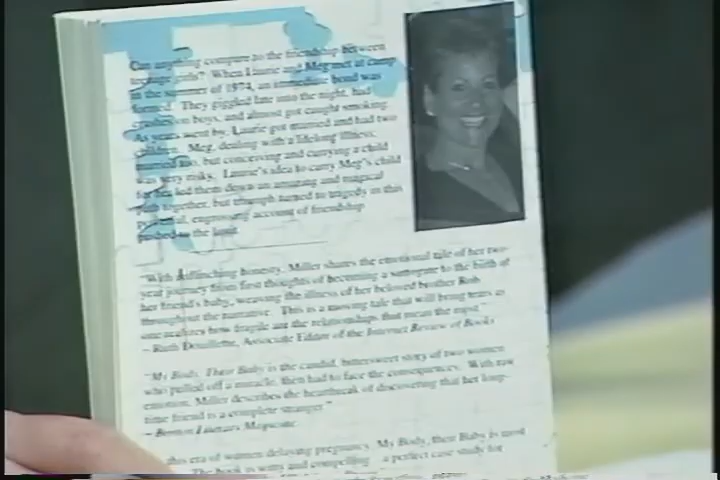 Can anything compare to the friendship between
teenage girls? When Laurie and Meg met at camp
in the summer of 1974, an immediate bond was
formed. They giggled late into the night, had
crushes on boys, and almost got caught smoking.
As years went by, Laurie got married and had two
children. Meg, dealing with a lifelong illness,
married too, but conceiving and carrying a child
was very risky. Laurie's idea to carry Meg's child
for her led them down an amazing and magical
path together, but triumph turned to tragedy in this
powerful, engrossing account of friendship
pushed to the limit.
"With unflinching honesty, Miller shares the emotional tale of her two-
year journey from first thoughts of becoming a surrogate to the birth of
her friend's baby, weaving the illness of her beloved brother Rob
throughout the narrative. This is a moving tale that will bring tears as
one realizes how fragile are the relationships that mean the most."
– Ruth Douillette, Associate Editor of the Internet Review of Books
"My Body, Their Baby is the candid, bittersweet story of two women
who pulled off a miracle, then had to face the consequences. With raw
emotion, Miller describes the heartbreak of discovering that her long-
time friend is a complete stranger."
– Boston Literary Magazine
this era of women delaying pregnancy, My Body, their Baby is most
The book is witty and compelling a perfect case study for